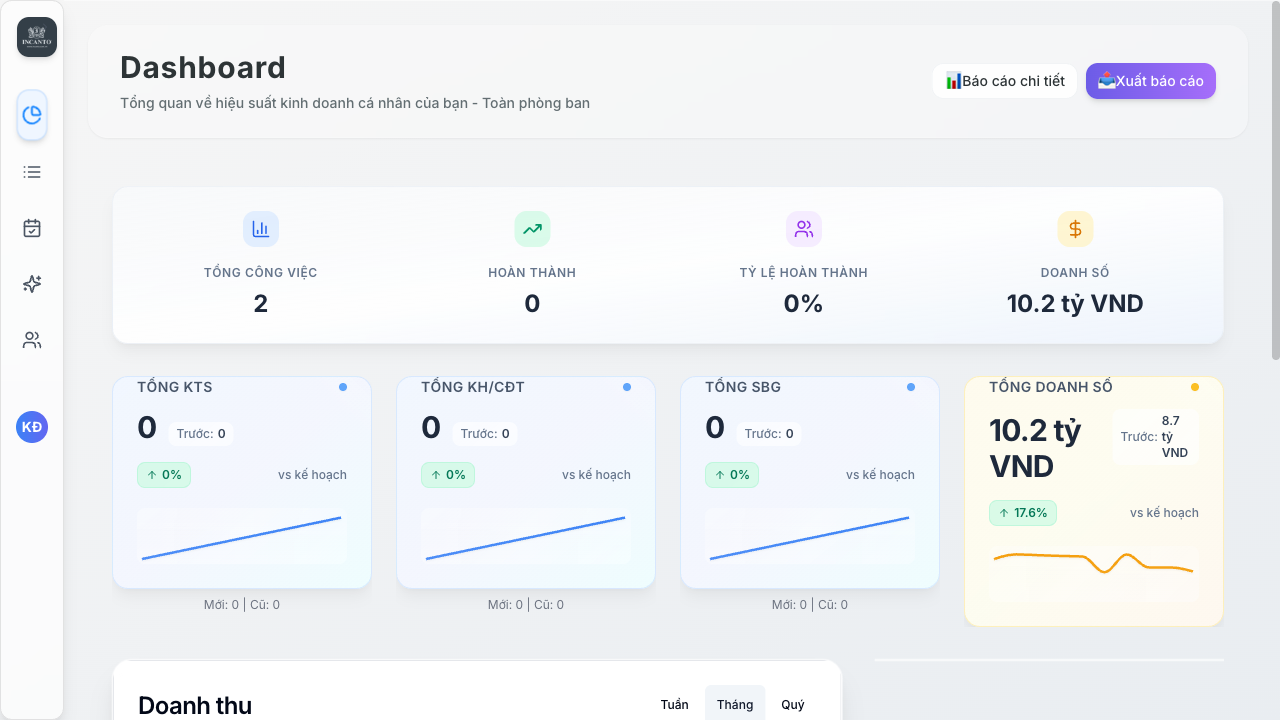 INCANTO
Dashboard
Tổng quan về hiệu suất kinh doanh cá nhân của bạn - Toàn phòng ban
Báo cáo chi tiết
Xuất báo cáo
TỔNG CÔNG VIỆC
2
HOÀN THÀNH
0
TỶ LỆ HOÀN THÀNH
0%
DOANH SỐ
10.2 tỷ VND
TỔNG KTS
0 Trước: 0
↑ 0% vs kế hoạch
Mới: 0 | Cũ: 0
TỔNG KH/CĐT
0 Trước: 0
↑ 0% vs kế hoạch
Mới: 0 | Cũ: 0
TỔNG SBG
0 Trước: 0
↑ 0% vs kế hoạch
Mới: 0 | Cũ: 0
TỔNG DOANH SỐ
10.2 tỷ
VND
Trước: 8.7
tỷ
VND
↑ 17.6% vs kế hoạch
KĐ
Doanh thu
Tuần Tháng Quý